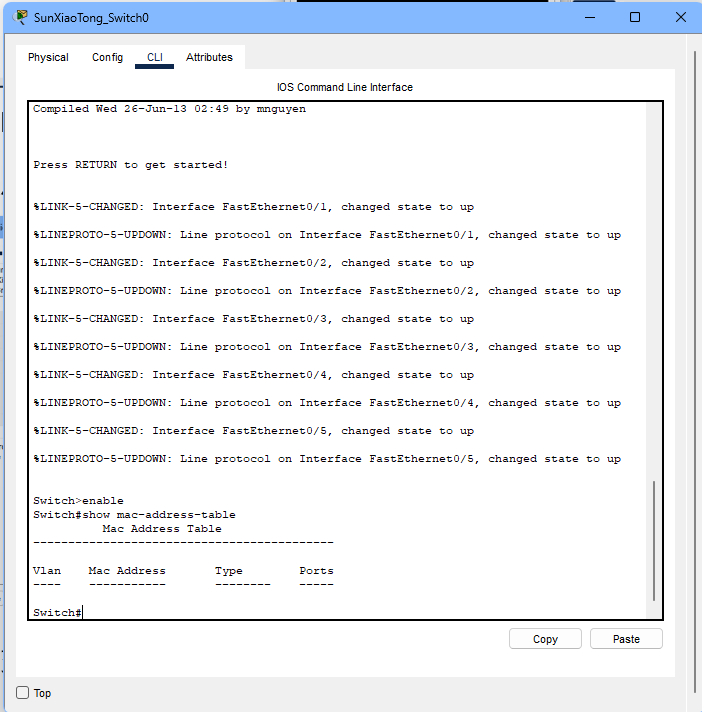 SunXiaoTong_Switch0
Physical Config CLI Attributes
IOS Command Line Interface
Compiled Wed 26-Jun-13 02:49 by mnguyen
Press RETURN to get started!
%LINK-5-CHANGED: Interface FastEthernet0/1, changed state to up
%LINEPROTO-5-UPDOWN: Line protocol on Interface FastEthernet0/1, changed state to up
%LINK-5-CHANGED: Interface FastEthernet0/2, changed state to up
%LINEPROTO-5-UPDOWN: Line protocol on Interface FastEthernet0/2, changed state to up
%LINK-5-CHANGED: Interface FastEthernet0/3, changed state to up
%LINEPROTO-5-UPDOWN: Line protocol on Interface FastEthernet0/3, changed state to up
%LINK-5-CHANGED: Interface FastEthernet0/4, changed state to up
%LINEPROTO-5-UPDOWN: Line protocol on Interface FastEthernet0/4, changed state to up
%LINK-5-CHANGED: Interface FastEthernet0/5, changed state to up
%LINEPROTO-5-UPDOWN: Line protocol on Interface FastEthernet0/5, changed state to up
Switch>enable
Switch#show mac-address-table
Mac Address Table
-------------------------------------------
Vlan Mac Address Type Ports
---- ----------- -------- -----
Switch#
Copy Paste
Top